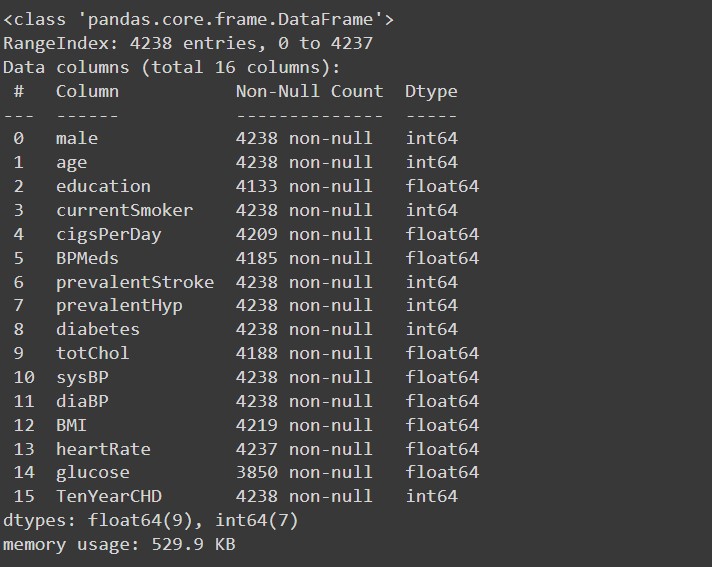 <class 'pandas.core.frame.DataFrame'>
RangeIndex: 4238 entries, 0 to 4237
Data columns (total 16 columns):
 #   Column           Non-Null Count  Dtype
---  ------           --------------  -----
 0   male             4238 non-null   int64
 1   age              4238 non-null   int64
 2   education        4133 non-null   float64
 3   currentSmoker    4238 non-null   int64
 4   cigsPerDay       4209 non-null   float64
 5   BPMeds           4185 non-null   float64
 6   prevalentStroke  4238 non-null   int64
 7   prevalentHyp     4238 non-null   int64
 8   diabetes         4238 non-null   int64
 9   totChol          4188 non-null   float64
 10  sysBP            4238 non-null   float64
 11  diaBP            4238 non-null   float64
 12  BMI              4219 non-null   float64
 13  heartRate        4237 non-null   float64
 14  glucose          3850 non-null   float64
 15  TenYearCHD       4238 non-null   int64
dtypes: float64(9), int64(7)
memory usage: 529.9 KB